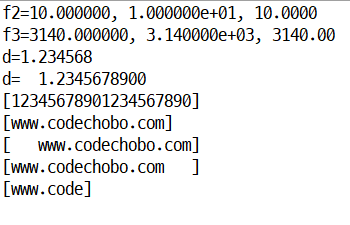 f2=10.000000, 1.000000e+01, 10.0000
f3=3140.000000, 3.140000e+03, 3140.00
d=1.234568
d=  1.2345678900
[12345678901234567890]
[www.codechobo.com]
[   www.codechobo.com]
[www.codechobo.com   ]
[www.code]